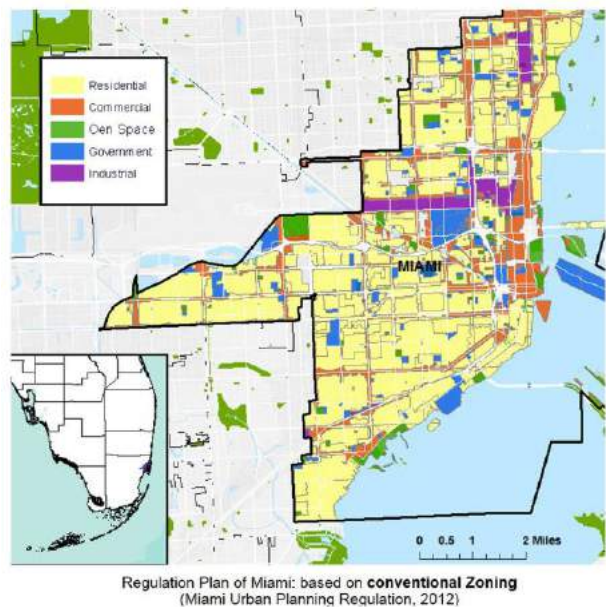 Residential
Commercial
Oen Space
Government
Industrial
MIAMI
0 0.5 1 2 Miles
Regulation Plan of Miami: based on conventional Zoning
(Miami Urban Planning Regulation, 2012)